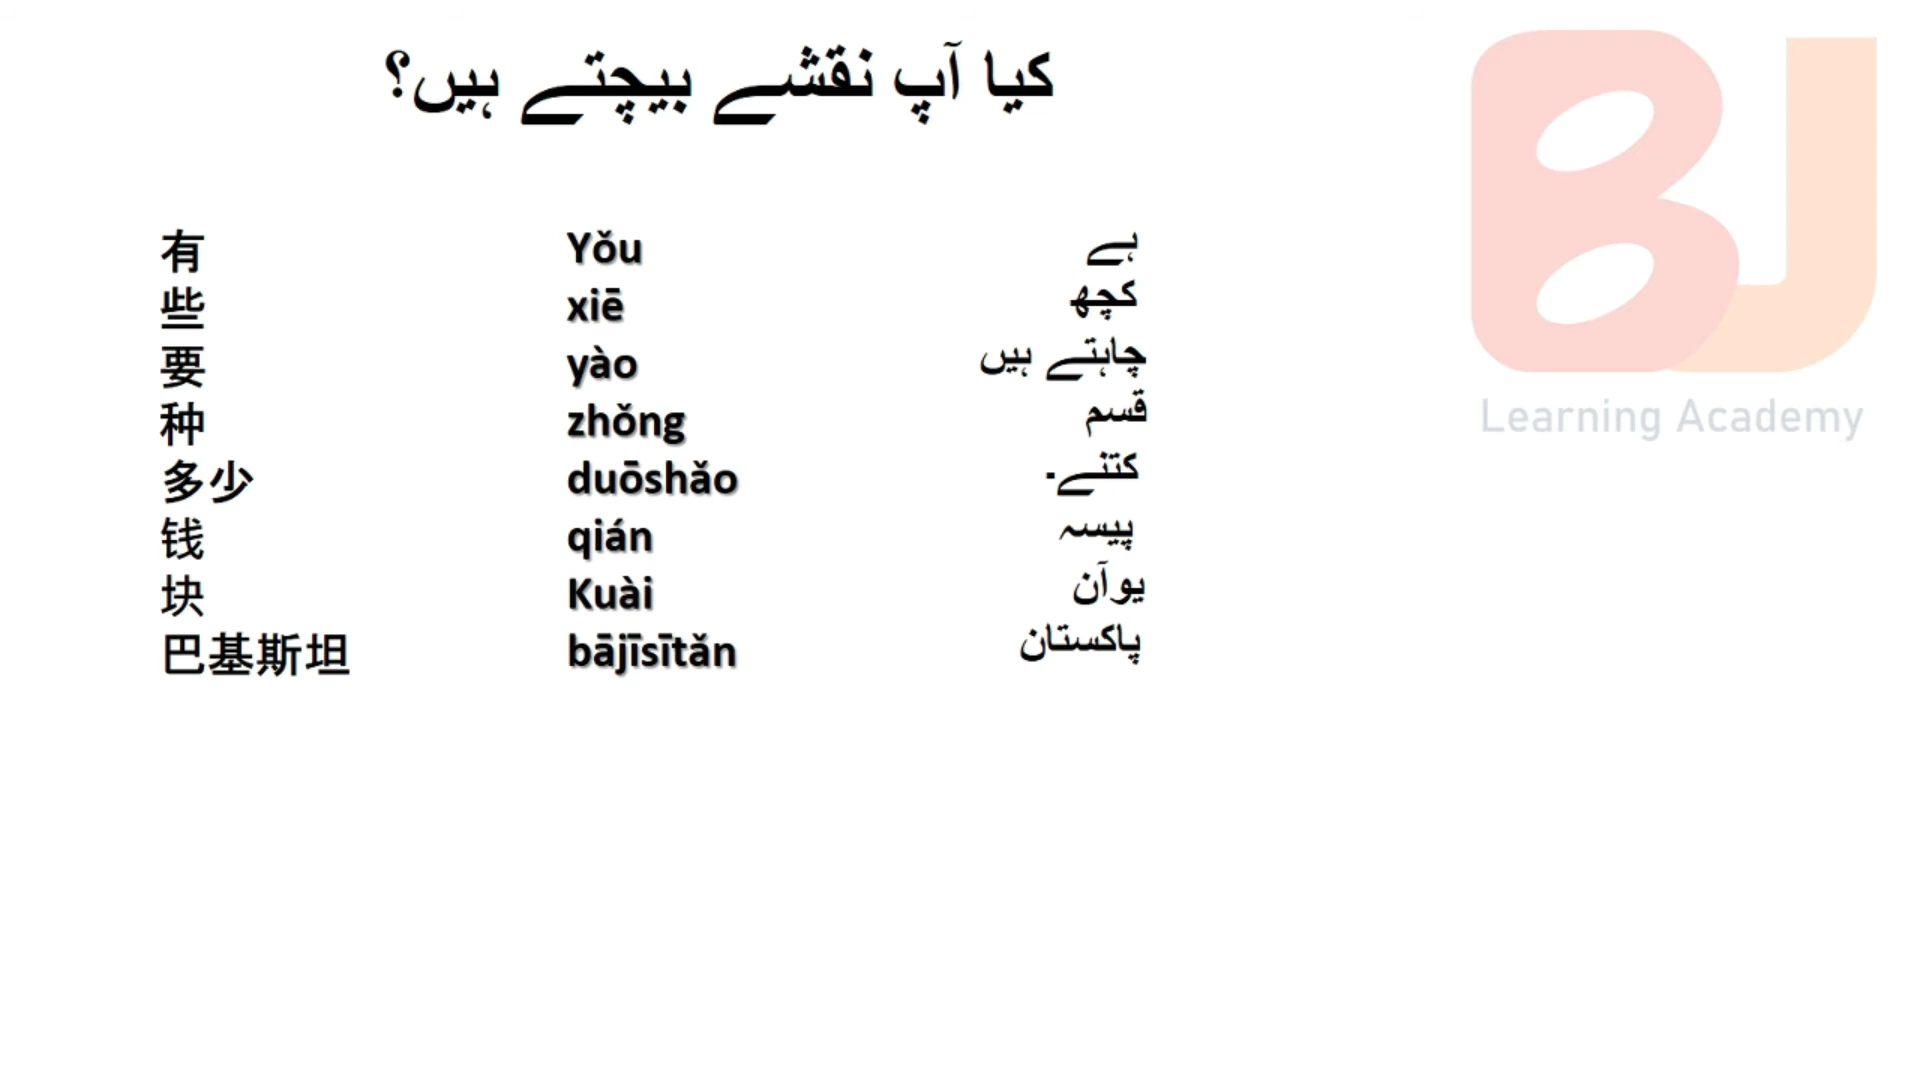 کیا آپ نقشے بیچتے ہیں؟
有 Yǒu ہے
些 xiē کچھ
要 yào چاہتے ہیں
种 zhǒng قسم
多少 duōshǎo کتنے۔
钱 qián پیسہ
块 Kuài یوآن
巴基斯坦 bājīsītǎn پاکستان
BJ
Learning Academy